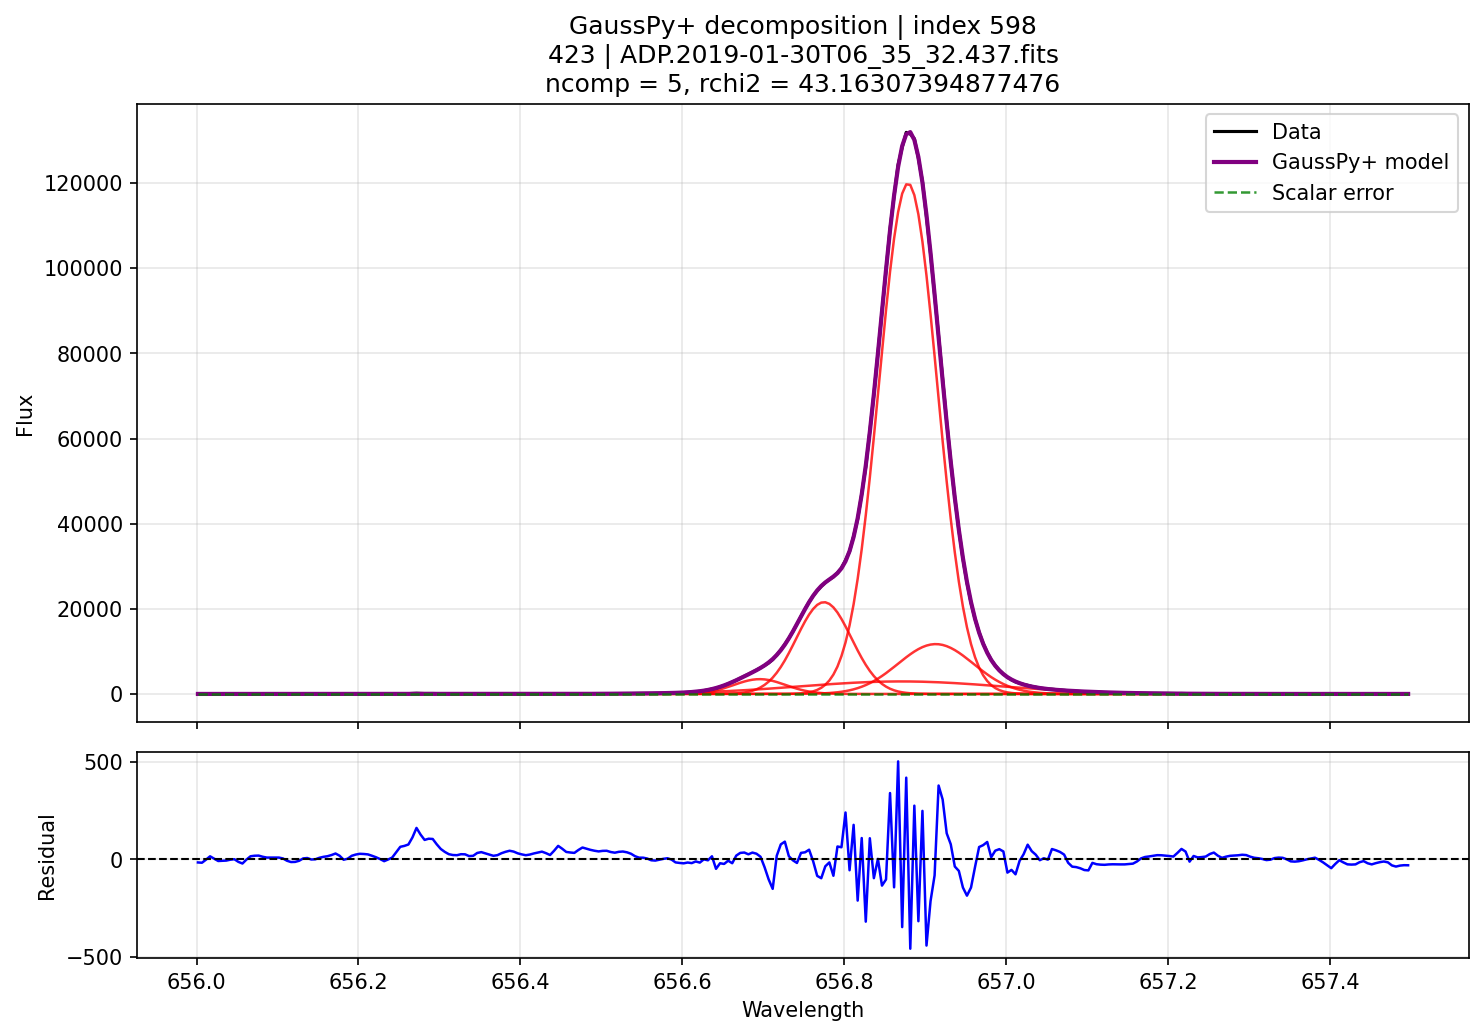 GaussPy+ decomposition | index 598
423 | ADP.2019-01-30T06_35_32.437.fits
ncomp = 5, rchi2 = 43.16307394877476
Data
GaussPy+ model
Scalar error
Flux
120000
100000
80000
60000
40000
20000
0
Residual
500
0
−500
656.0
656.2
656.4
656.6
656.8
657.0
657.2
657.4
Wavelength